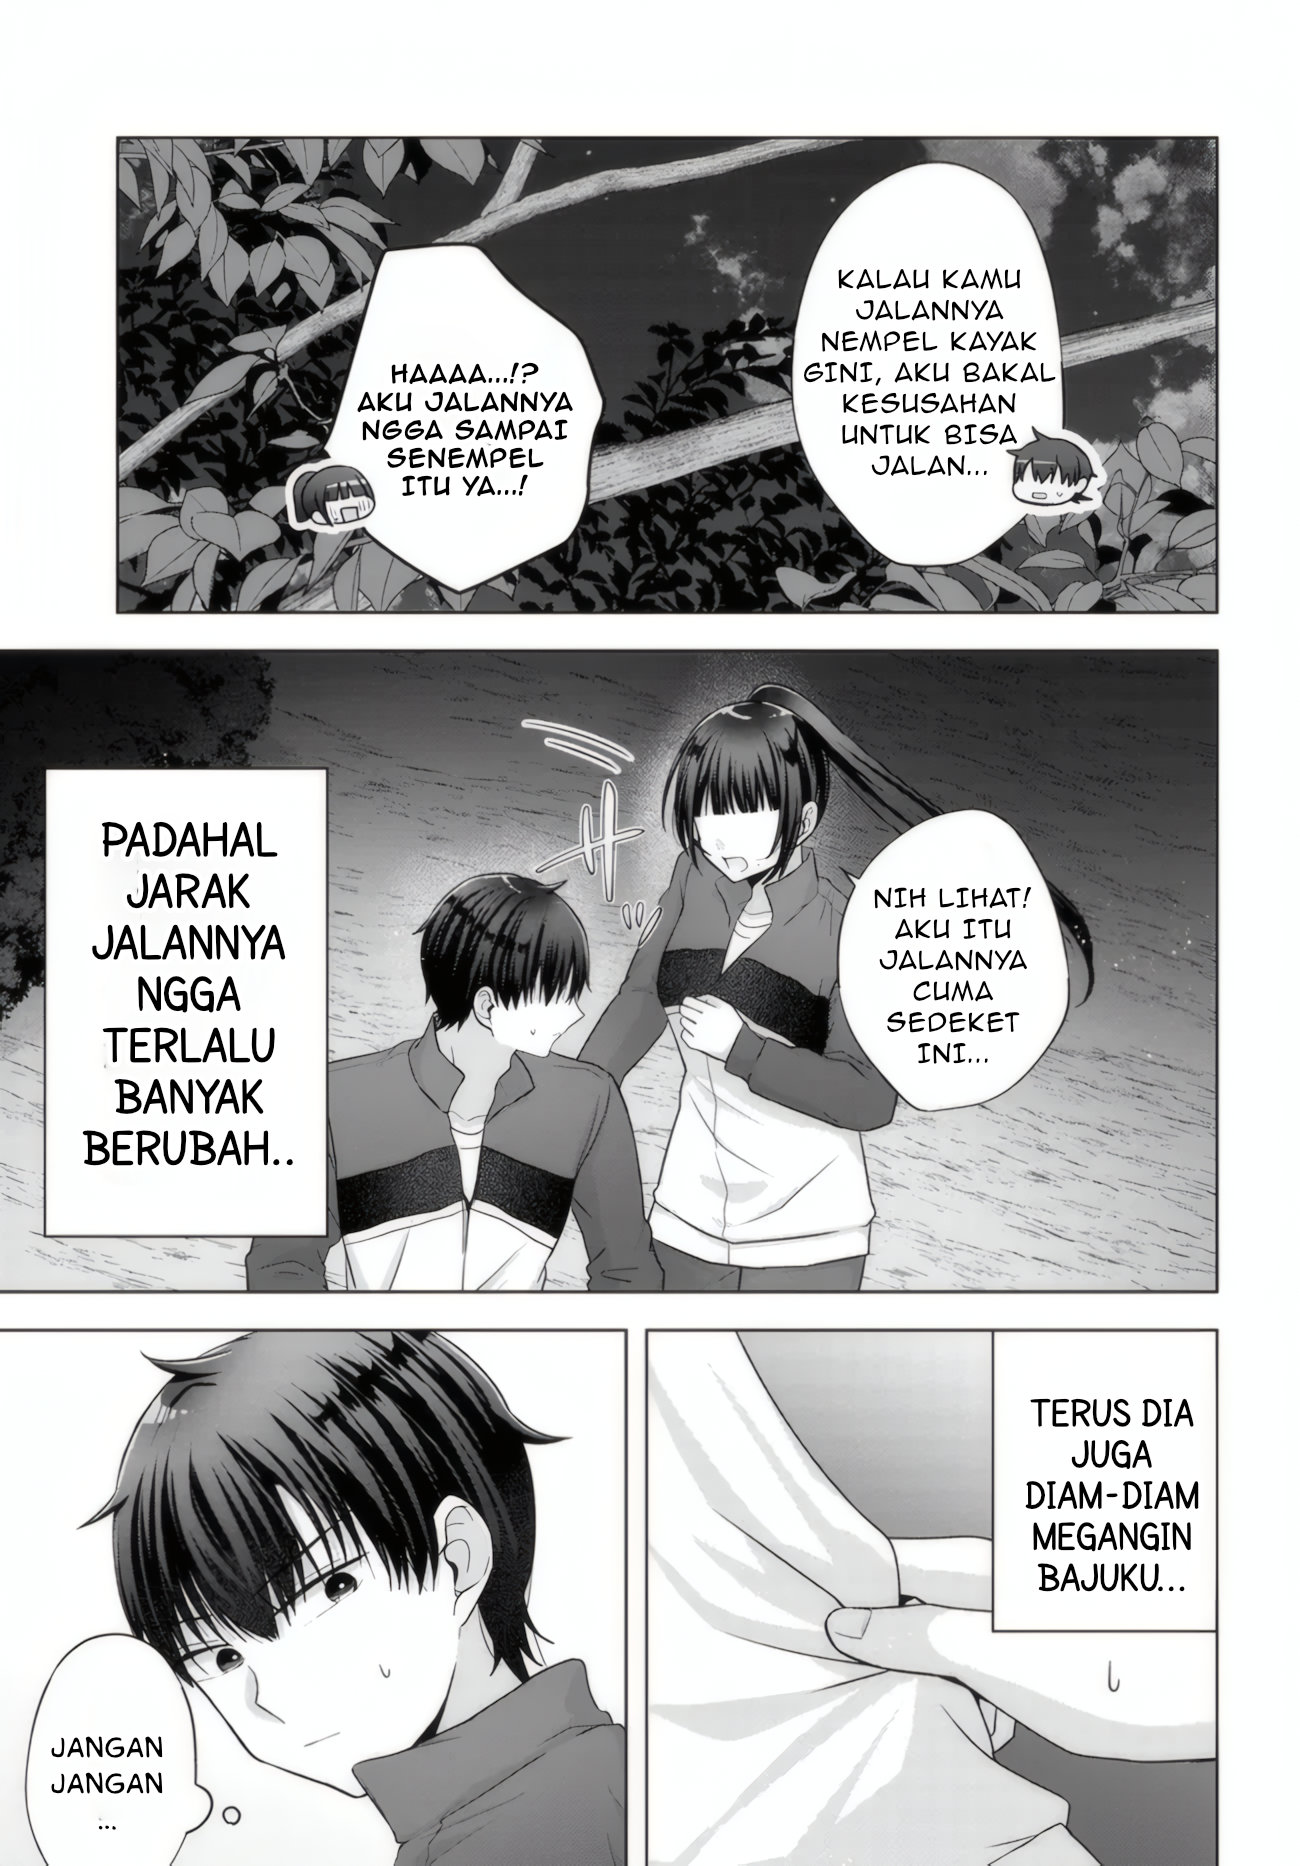 KALAU KAMU
JALANNYA
NEMPEL KAYAK
GINI, AKU BAKAL
KESUSAHAN
UNTUK BISA
JALAN...
HAAAA...!?
AKU JALANNYA
NGGA SAMPAI
SENEMPEL
ITU YA...!
NIH LIHAT!
AKU ITU
JALANNYA
CUMA
SEDEKET
INI...
PADAHAL
JARAK
JALANNYA
NGGA
TERLALU
BANYAK
BERUBAH..
TERUS DIA
JUGA
DIAM-DIAM
MEGANGIN
BAJUKU...
JANGAN
JANGAN
...